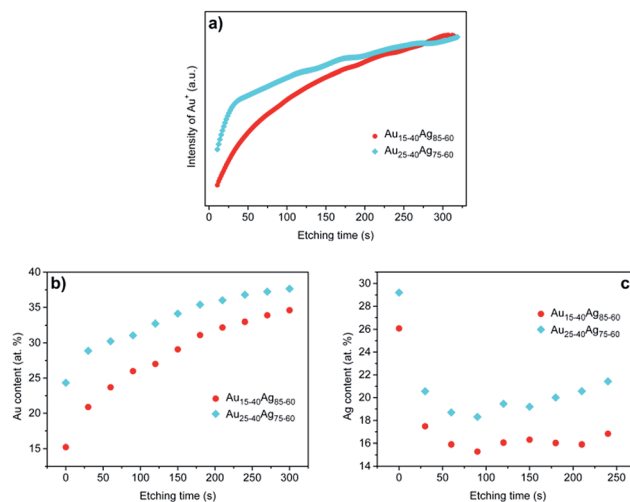 a)
Intensity of Au⁺ (a.u.)
Au₁₅₋₄₀Ag₈₅₋₆₀
Au₂₅₋₄₀Ag₇₅₋₆₀
0 50 100 150 200 250 300
Etching time (s)
b)
Au content (at. %)
40
35
30
25
20
15
Au₁₅₋₄₀Ag₈₅₋₆₀
Au₂₅₋₄₀Ag₇₅₋₆₀
0 50 100 150 200 250 300
Etching time (s)
c
Ag content (at. %)
30
28
26
24
22
20
18
16
14
Au₁₅₋₄₀Ag₈₅₋₆₀
Au₂₅₋₄₀Ag₇₅₋₆₀
0 50 100 150 200 250
Etching time (s)